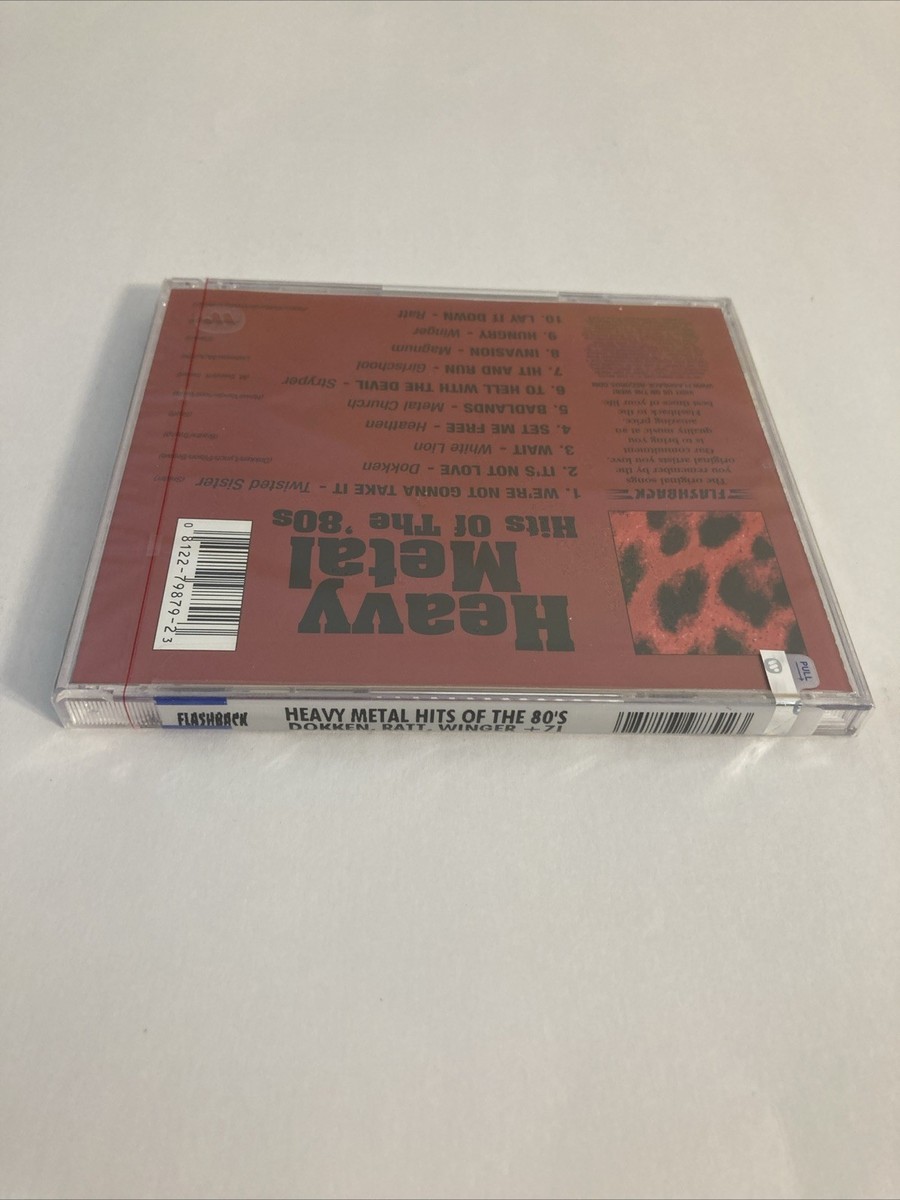 Heavy
Metal
Hits Of The '80s
1. WE'RE NOT GONNA TAKE IT - Twisted Sister
2. IT'S NOT LOVE - Dokken
3. WAIT - White Lion
4. SET ME FREE - Heathen
5. BADLANDS - Metal Church
6. TO HELL WITH THE DEVIL - Stryper
7. HIT AND RUN - Girlschool
8. INVASION - Magnum
9. HUNGRY - Winger
10. LAY IT DOWN - Ratt
FLASHBACK
The original songs
you remember by the
original artists you love.
Our commitment
is to bring you
quality music at an
amazing price.
Flashback to the
best times of your life.
0 8122-79879-2 3
PULL
FLASHBACK
HEAVY METAL HITS OF THE 80'S
DOKKEN, RATT, WINGER +7!